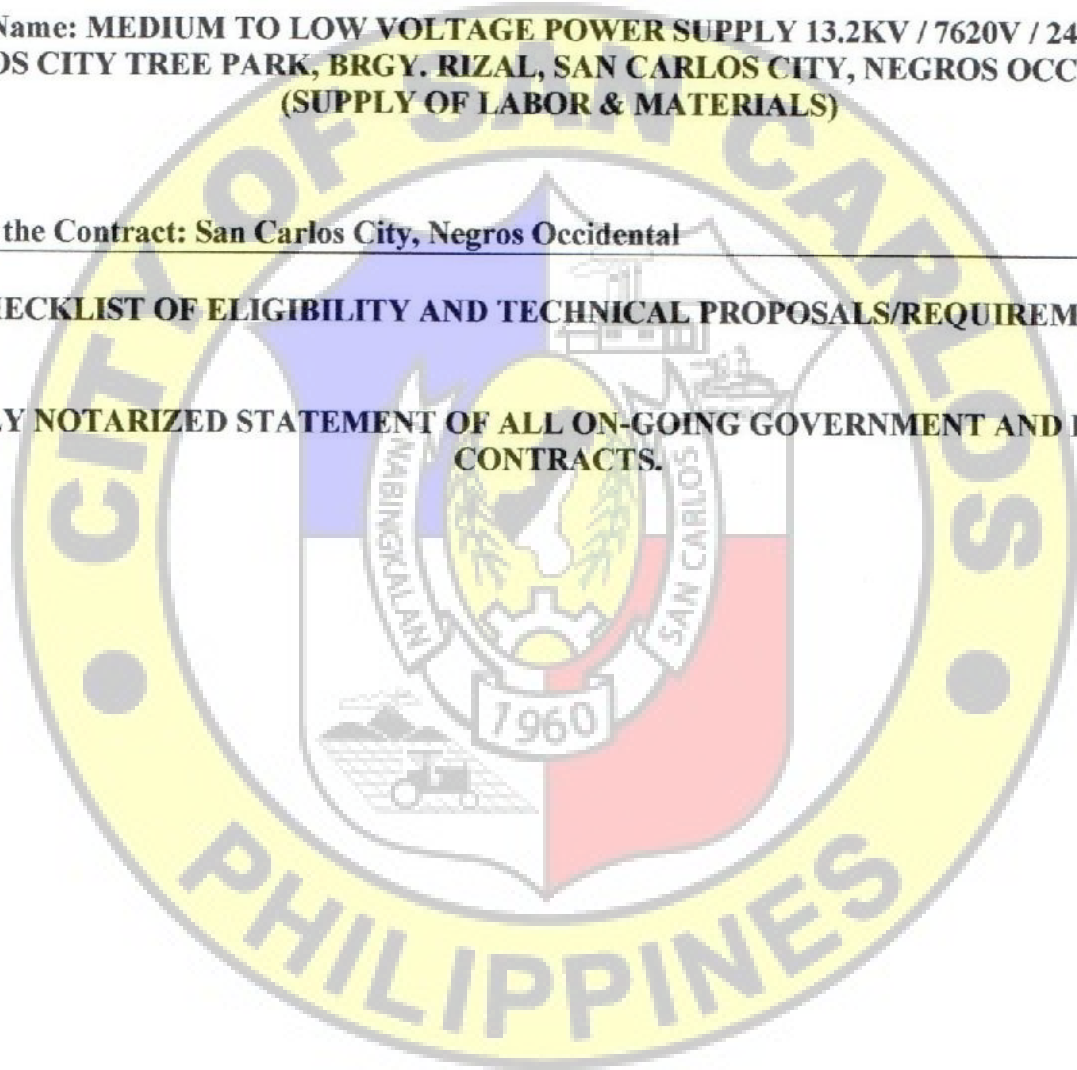 Name: MEDIUM TO LOW VOLTAGE POWER SUPPLY 13.2KV / 7620V / 24
OS CITY TREE PARK, BRGY. RIZAL, SAN CARLOS CITY, NEGROS OCC
(SUPPLY OF LABOR & MATERIALS)
the Contract: San Carlos City, Negros Occidental
HECKLIST OF ELIGIBILITY AND TECHNICAL PROPOSALS/REQUIREM
LY NOTARIZED STATEMENT OF ALL ON-GOING GOVERNMENT AND
CONTRACTS.
CITY OF SAN CARLOS
NABINGKALAN
SAN CARLOS
1960
PHILIPPINES